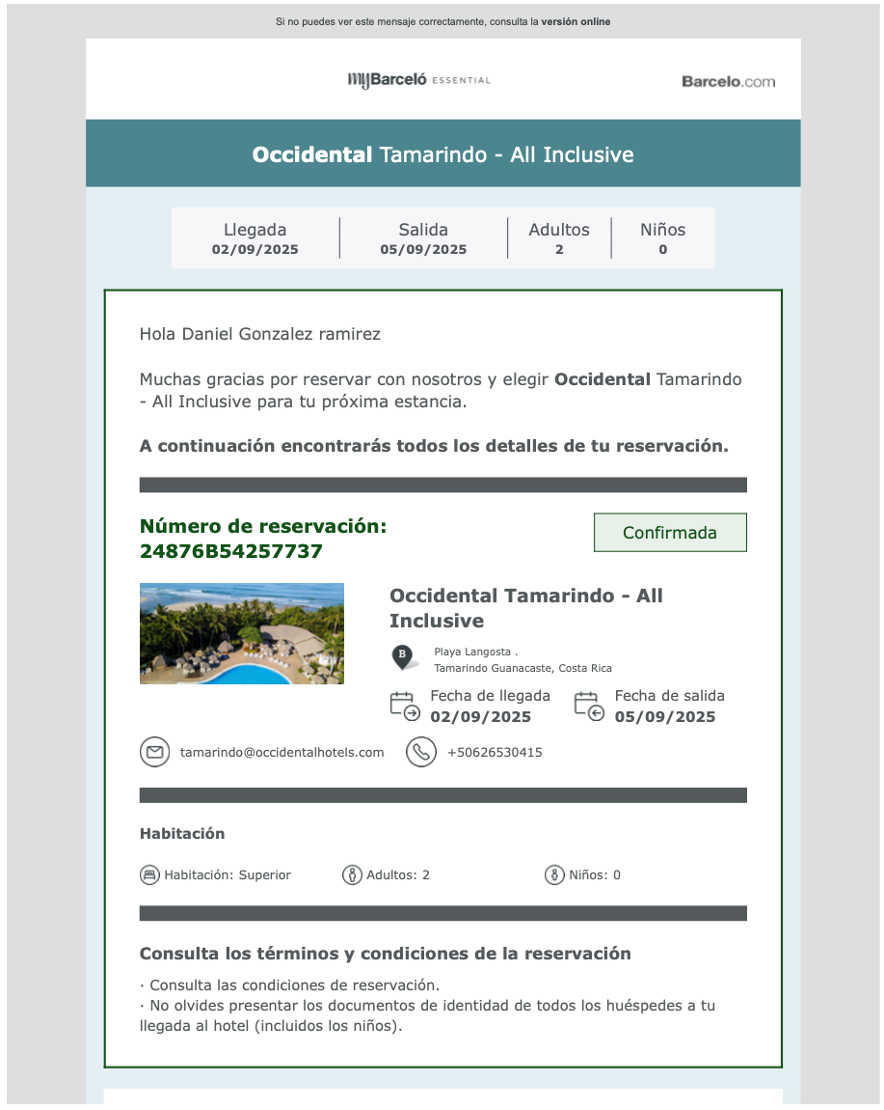 Si no puedes ver este mensaje correctamente, consulta la versión online
myBarceló ESSENTIAL
Barcelo.com
Occidental Tamarindo - All Inclusive
Llegada
02/09/2025
Salida
05/09/2025
Adultos
2
Niños
0
Hola Daniel Gonzalez ramirez
Muchas gracias por reservar con nosotros y elegir Occidental Tamarindo
- All Inclusive para tu próxima estancia.
A continuación encontrarás todos los detalles de tu reservación.
Número de reservación:
24876B54257737
Confirmada
Occidental Tamarindo - All
Inclusive
B
Playa Langosta .
Tamarindo Guanacaste, Costa Rica
Fecha de llegada
02/09/2025
Fecha de salida
05/09/2025
tamarindo@occidentalhotels.com
+50626530415
Habitación
Habitación: Superior
Adultos: 2
Niños: 0
Consulta los términos y condiciones de la reservación
· Consulta las condiciones de reservación.
· No olvides presentar los documentos de identidad de todos los huéspedes a tu
llegada al hotel (incluidos los niños).